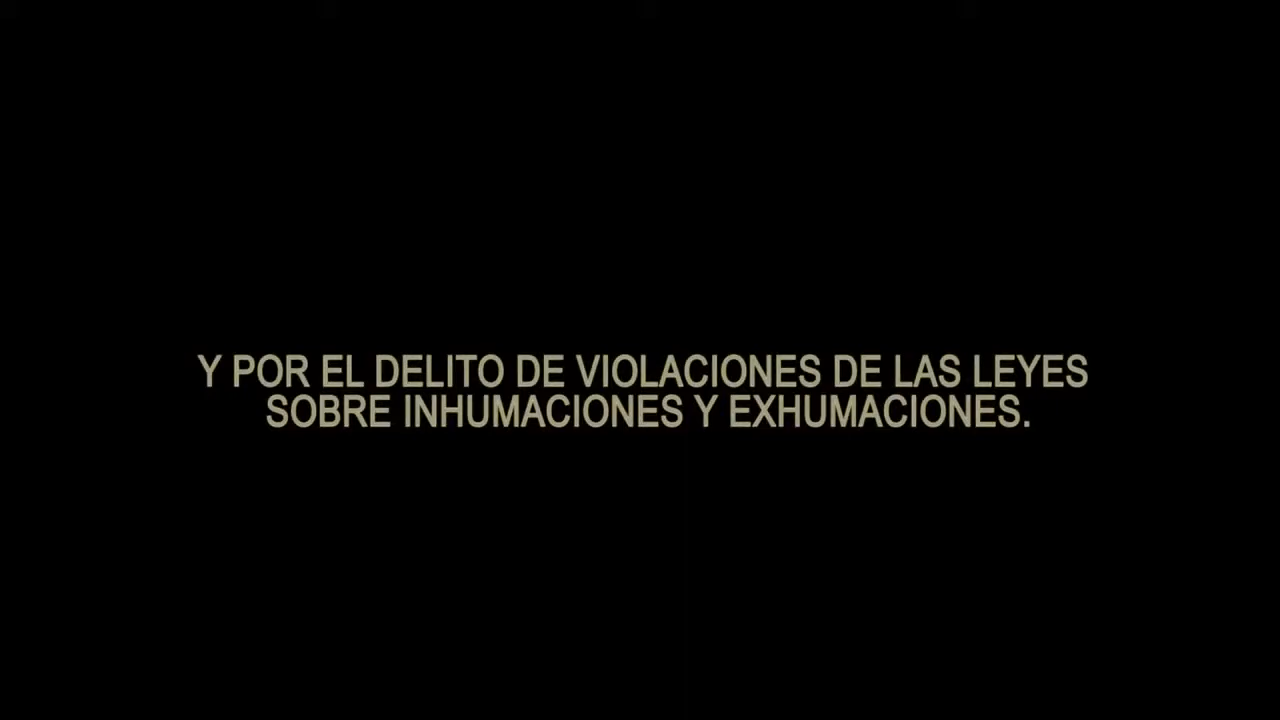 Y POR EL DELITO DE VIOLACIONES DE LAS LEYES
SOBRE INHUMACIONES Y EXHUMACIONES.